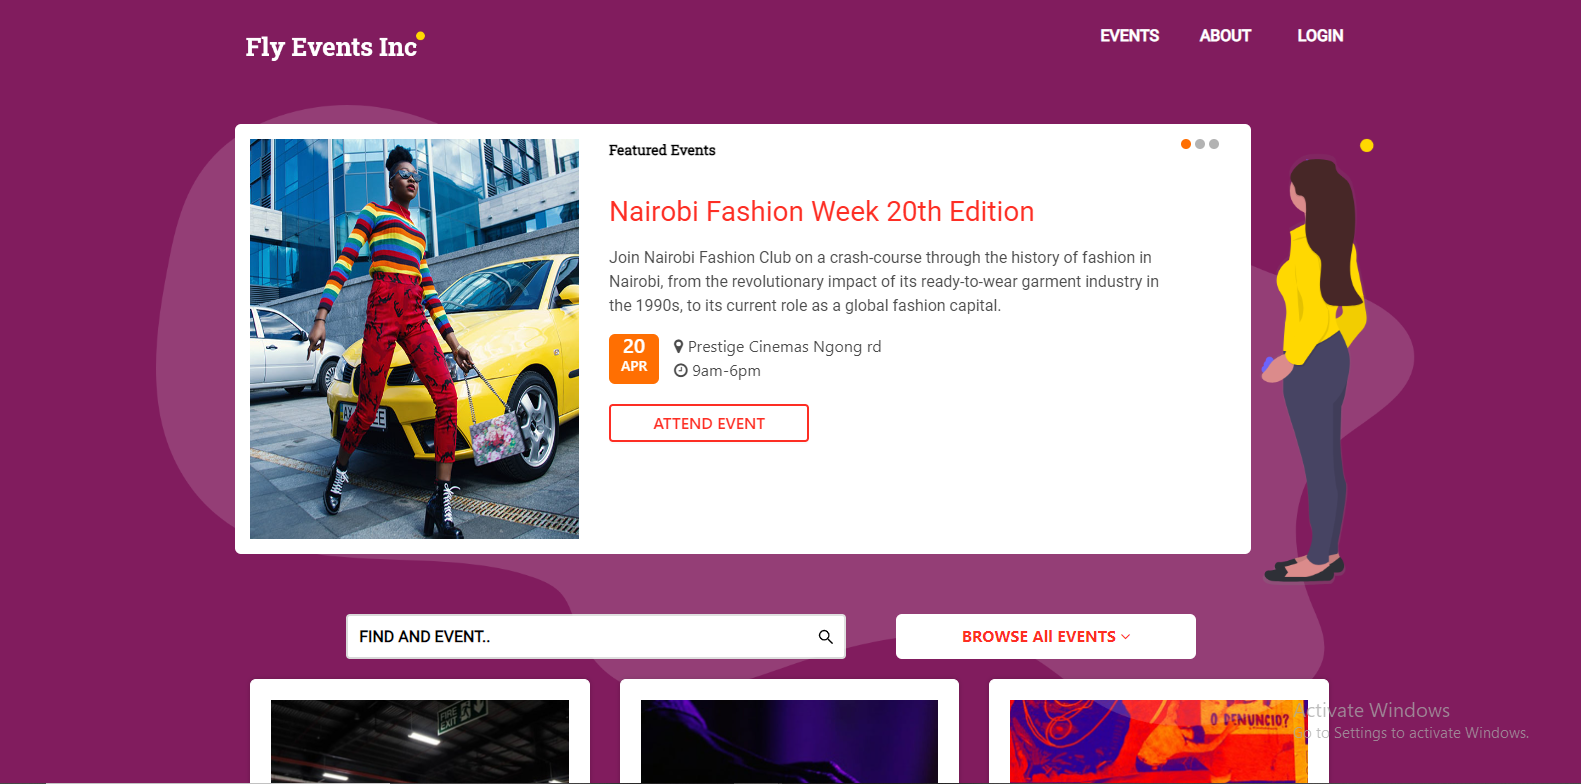 Fly Events Inc
EVENTS ABOUT LOGIN
Featured Events
Nairobi Fashion Week 20th Edition
Join Nairobi Fashion Club on a crash-course through the history of fashion in
Nairobi, from the revolutionary impact of its ready-to-wear garment industry in
the 1990s, to its current role as a global fashion capital.
20
APR
Prestige Cinemas Ngong rd
9am-6pm
ATTEND EVENT
FIND AND EVENT..
BROWSE All EVENTS
FIRE
EXIT
O DENUNCIO?
Activate Windows
Go to Settings to activate Windows.